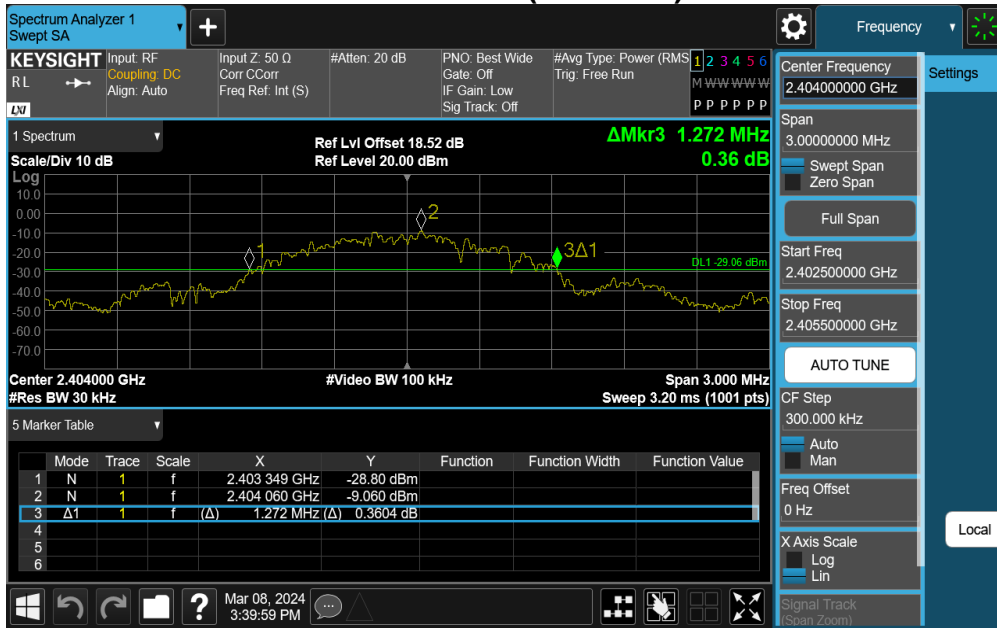 Spectrum Analyzer 1
Swept SA
+
Frequency
KEYSIGHT
RL
LXI
Input: RF
Coupling: DC
Align: Auto
Input Z: 50 Ω
Corr CCorr
Freq Ref: Int (S)
#Atten: 20 dB
PNO: Best Wide
Gate: Off
IF Gain: Low
Sig Track: Off
#Avg Type: Power (RMS
Trig: Free Run
1 2 3 4 5 6
M W W W W W
P P P P P P
1 Spectrum
Scale/Div 10 dB
Ref Lvl Offset 18.52 dB
Ref Level 20.00 dBm
ΔMkr3 1.272 MHz
0.36 dB
Log
10.0
0.00
-10.0
-20.0
-30.0
-40.0
-50.0
-60.0
-70.0
1
2
3Δ1
DL1 -29.06 dBm
Center 2.404000 GHz
#Res BW 30 kHz
#Video BW 100 kHz
Span 3.000 MHz
Sweep 3.20 ms (1001 pts)
5 Marker Table
Mode Trace Scale X Y Function Function Width Function Value
1 N 1 f 2.403 349 GHz -28.80 dBm
2 N 1 f 2.404 060 GHz -9.060 dBm
3 Δ1 1 f (Δ) 1.272 MHz (Δ) 0.3604 dB
4
5
6
?
Mar 08, 2024
3:39:59 PM
Center Frequency
2.404000000 GHz
Span
3.00000000 MHz
Swept Span
Zero Span
Full Span
Start Freq
2.402500000 GHz
Stop Freq
2.405500000 GHz
AUTO TUNE
CF Step
300.000 kHz
Auto
Man
Freq Offset
0 Hz
X Axis Scale
Log
Lin
Signal Track
(Span Zoom)
Settings
Local